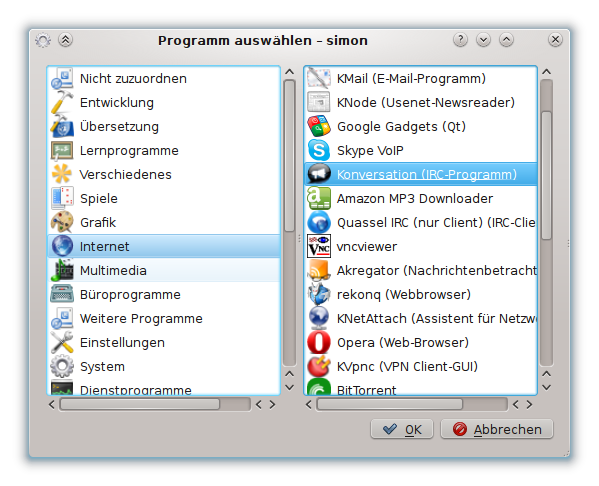 Programm auswählen – simon
Nicht zuzuordnen
Entwicklung
Übersetzung
Lernprogramme
Verschiedenes
Spiele
Grafik
Internet
Multimedia
Büroprogramme
Weitere Programme
Einstellungen
System
Dienstprogramme
KMail (E-Mail-Programm)
KNode (Usenet-Newsreader)
Google Gadgets (Qt)
Skype VoIP
Konversation (IRC-Programm)
Amazon MP3 Downloader
Quassel IRC (nur Client) (IRC-Clie
vncviewer
Akregator (Nachrichtenbetracht
rekonq (Webbrowser)
KNetAttach (Assistent für Netzw
Opera (Web-Browser)
KVpnc (VPN Client-GUI)
BitTorrent
OK
Abbrechen